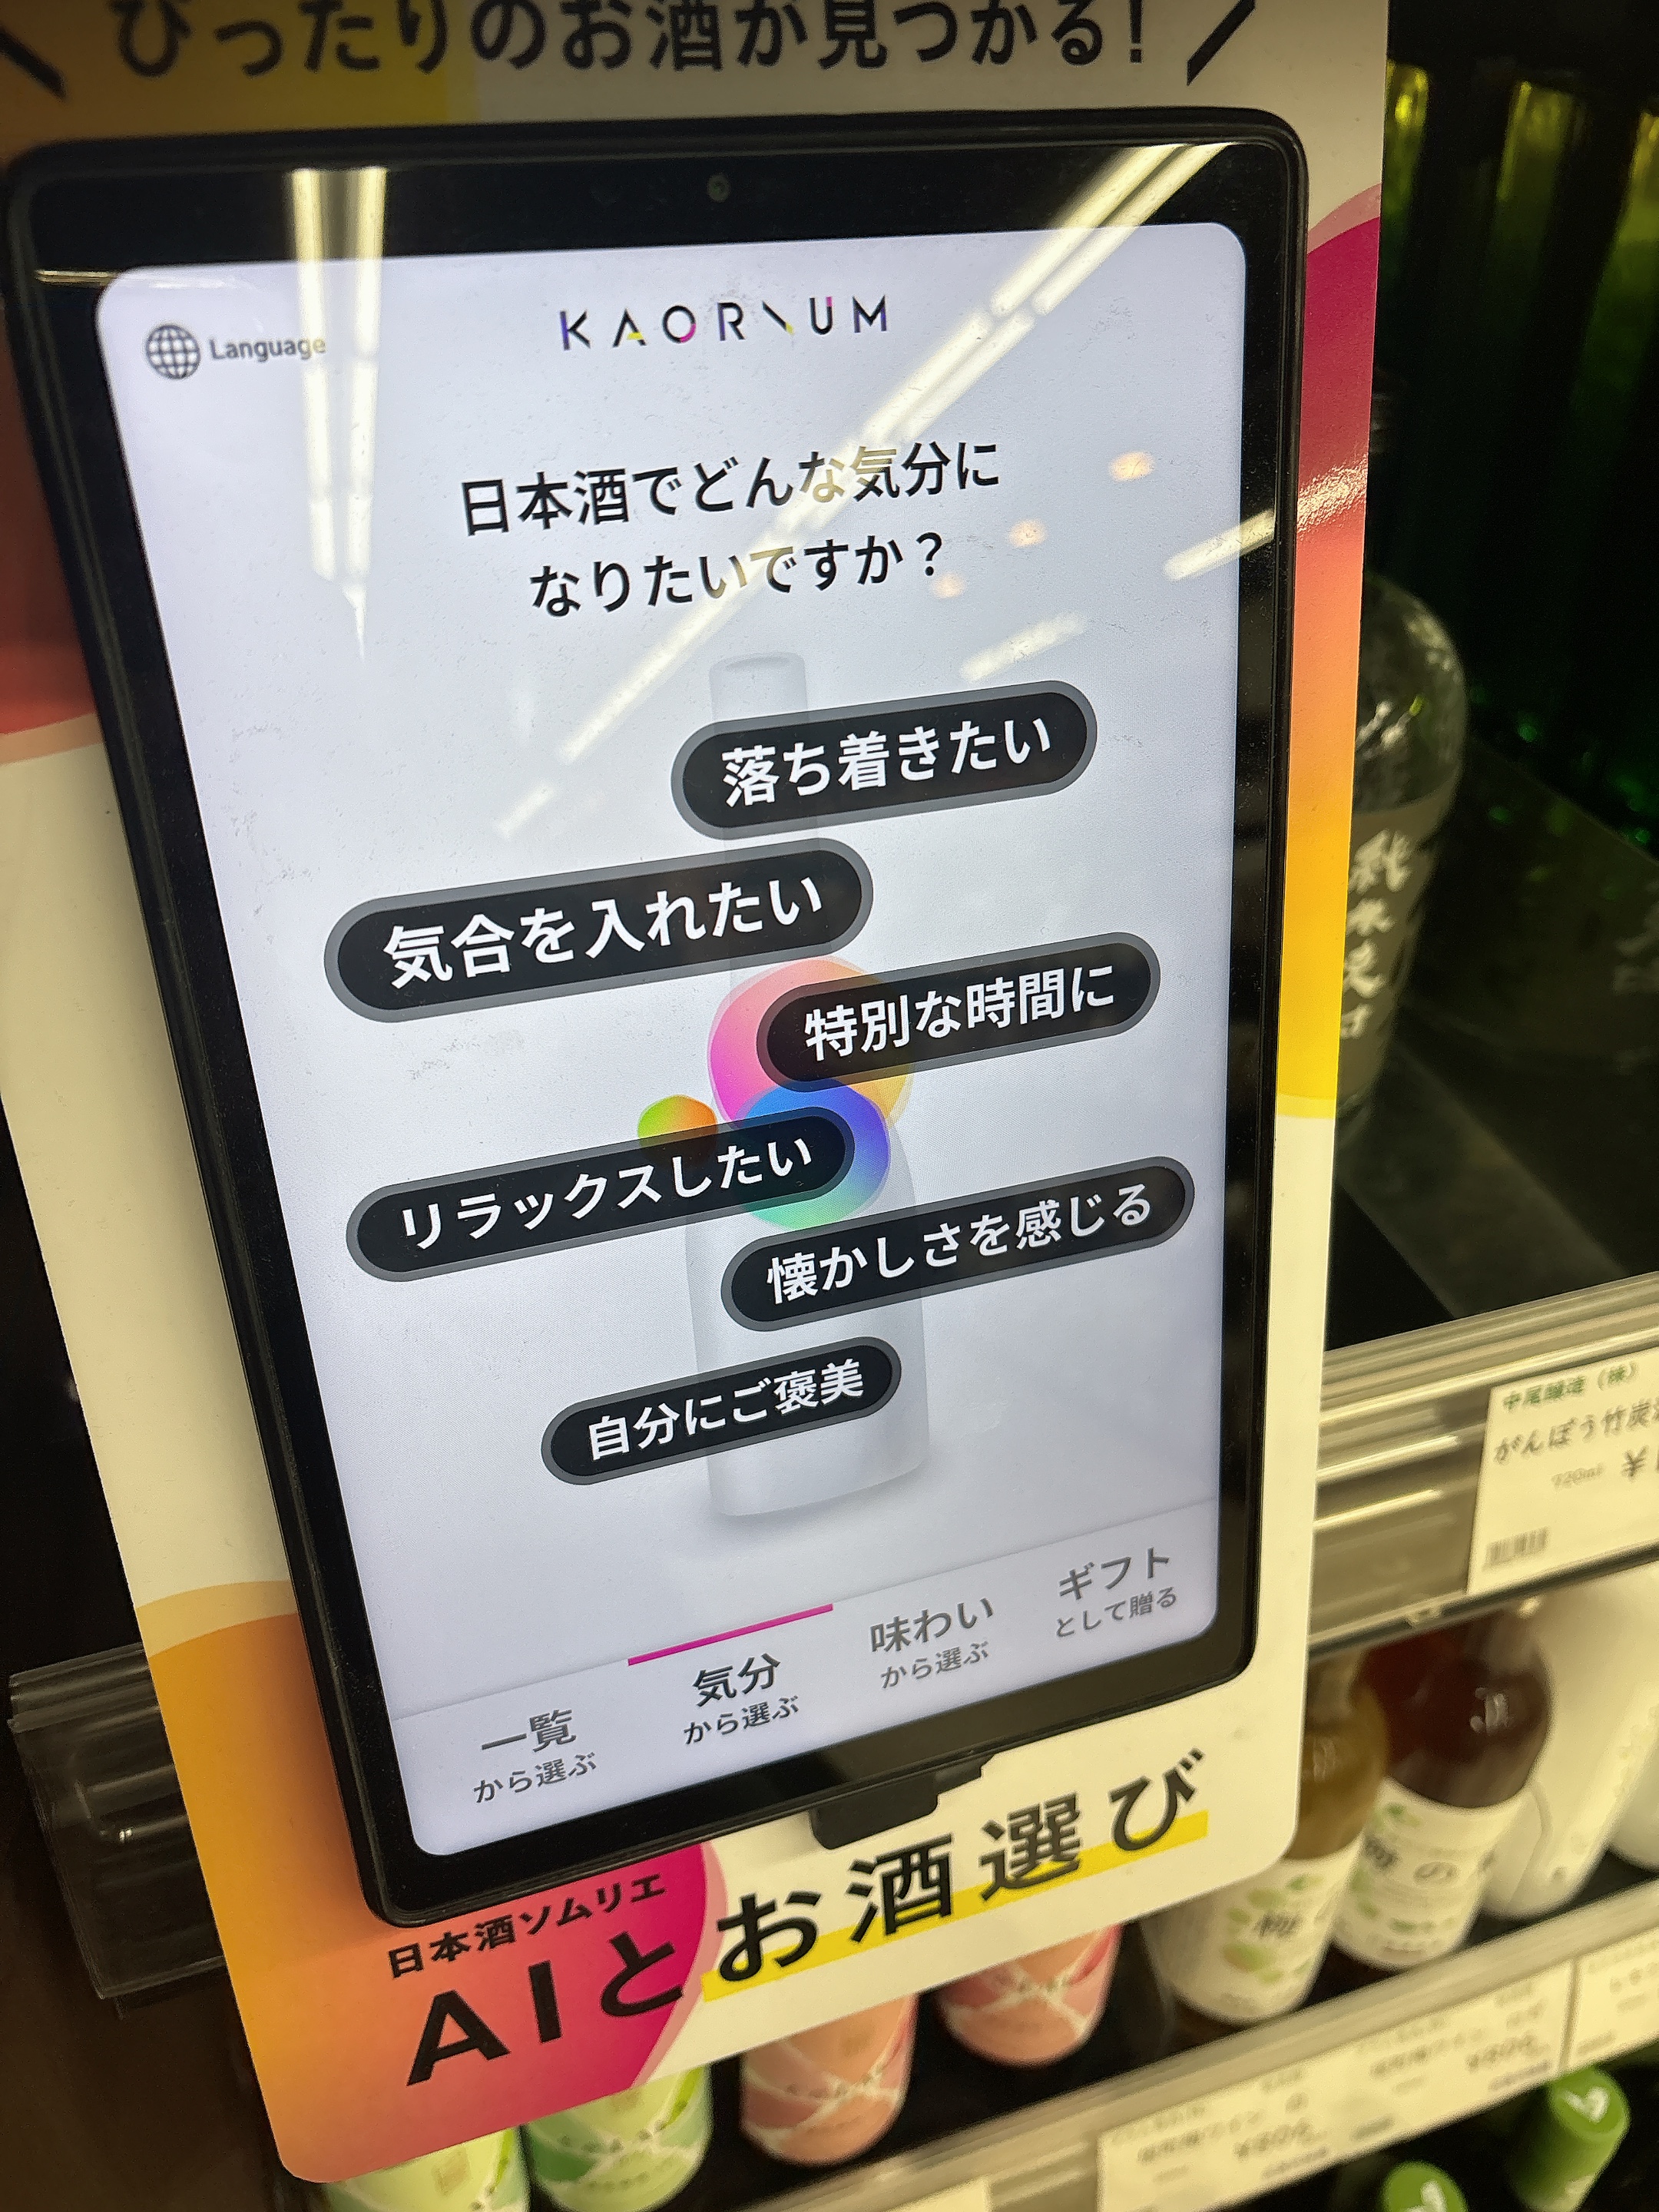 ぴったりのお酒が見つかる!
Language
KAORIUM
日本酒でどんな気分に
なりたいですか？
落ち着きたい
気合を入れたい
特別な時間に
リラックスしたい
懐かしさを感じる
自分にご褒美
一覧
から選ぶ
気分
から選ぶ
味わい
から選ぶ
ギフト
として贈る
日本酒ソムリエ
AIとお酒選び
中尾醸造（株）
がんぼう竹炭
720ml ¥